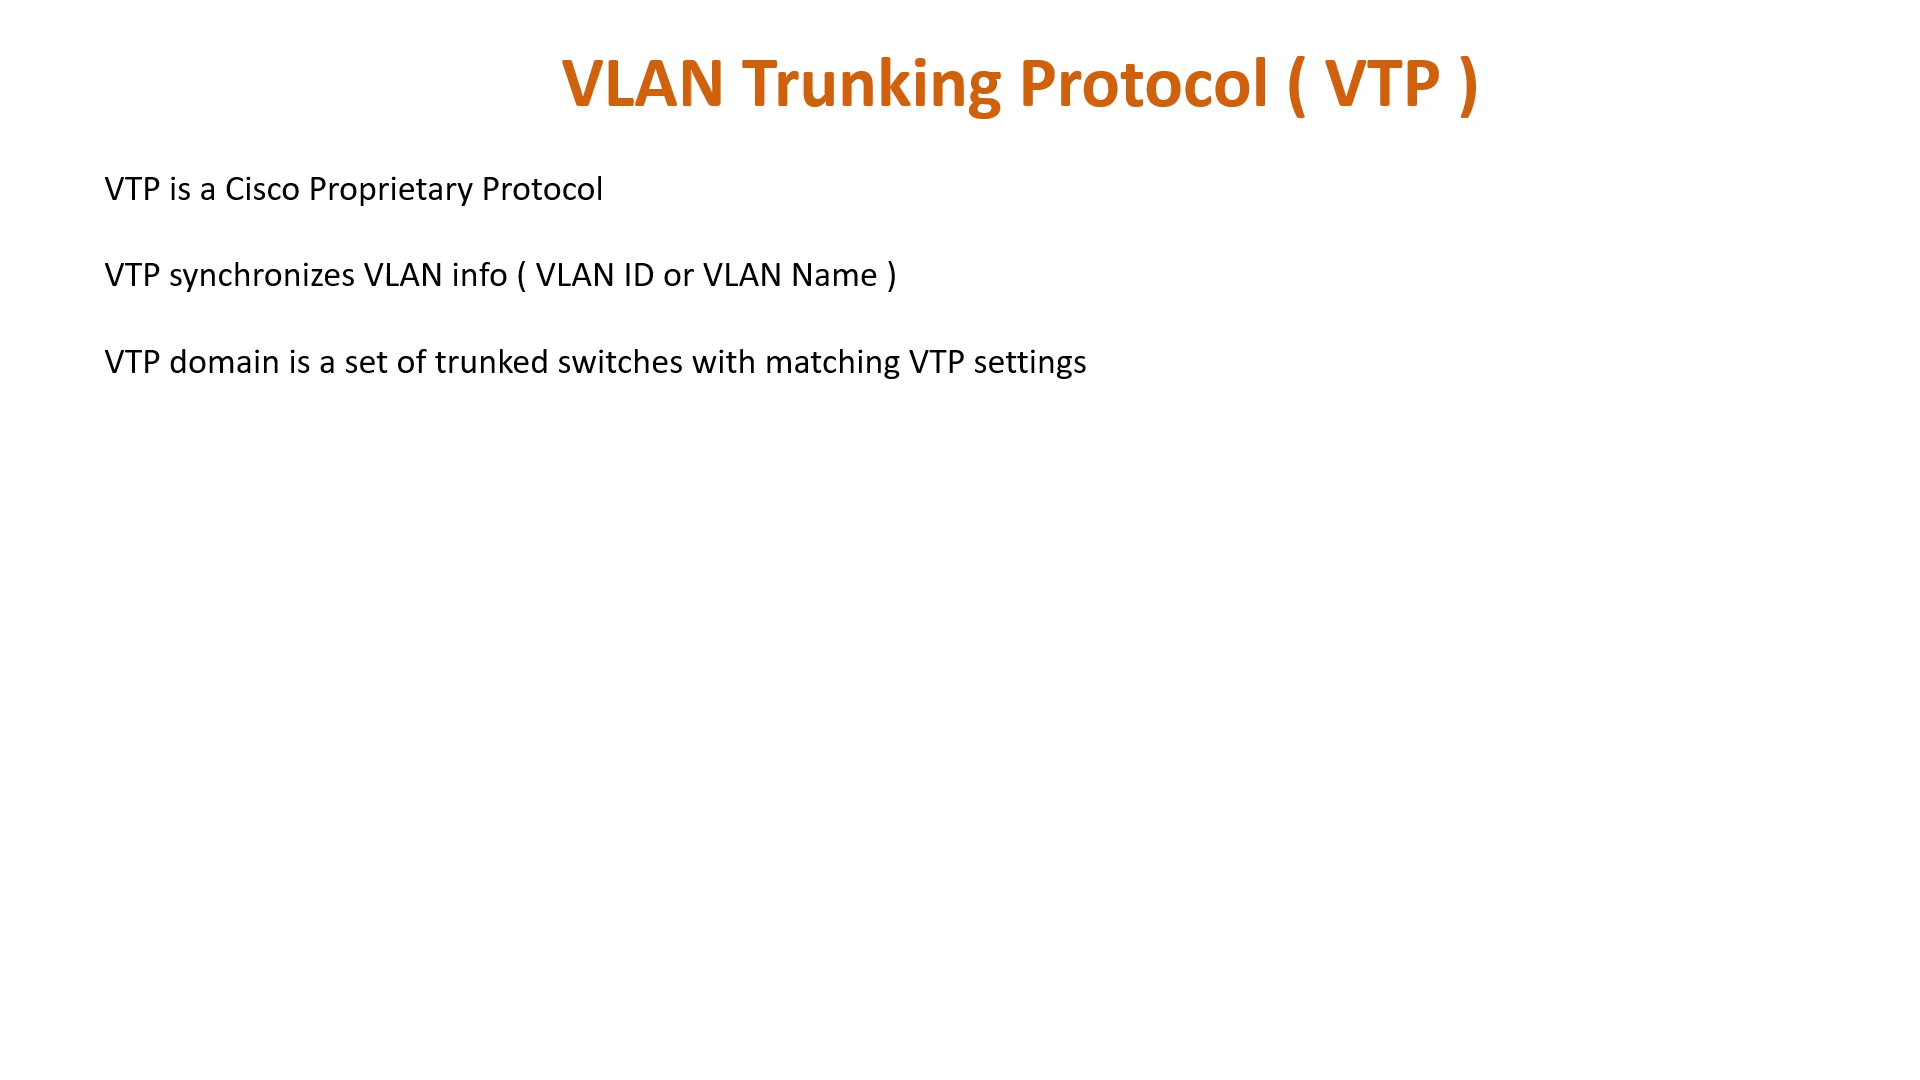 VLAN Trunking Protocol ( VTP )
VTP is a Cisco Proprietary Protocol
VTP synchronizes VLAN info ( VLAN ID or VLAN Name )
VTP domain is a set of trunked switches with matching VTP settings